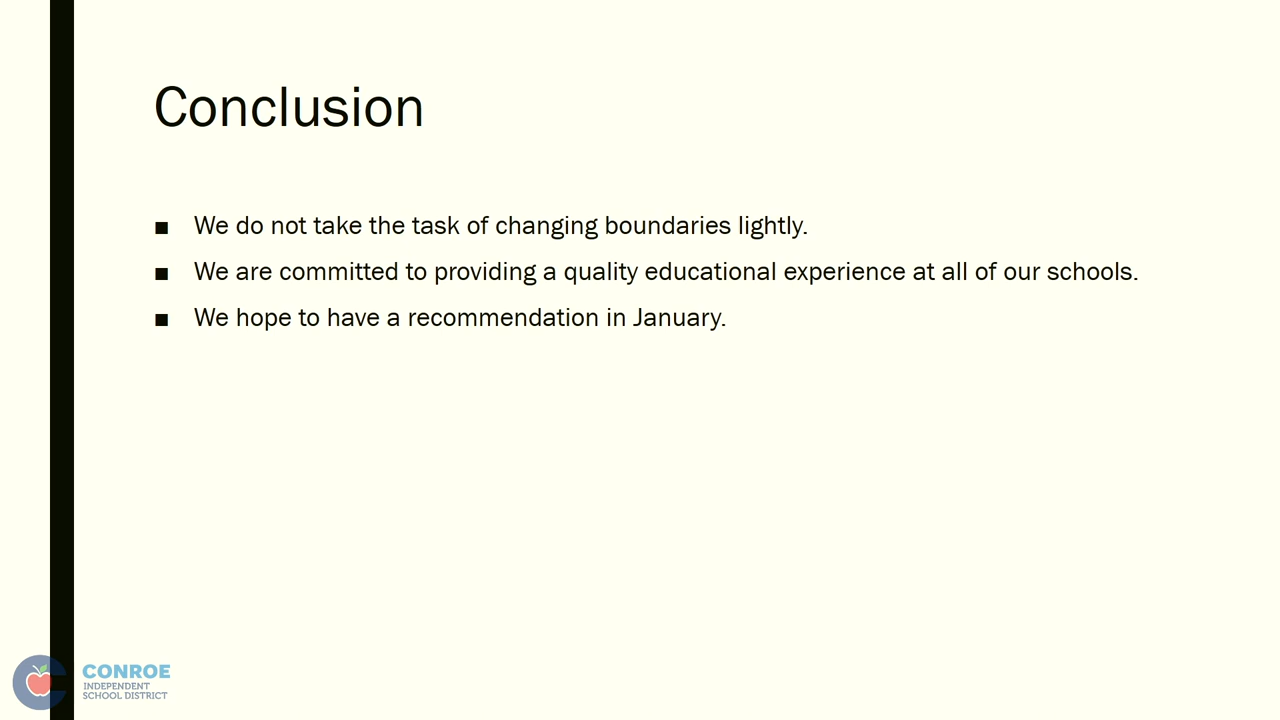 Conclusion
■ We do not take the task of changing boundaries lightly.
■ We are committed to providing a quality educational experience at all of our schools.
■ We hope to have a recommendation in January.
CONROE
INDEPENDENT
SCHOOL DISTRICT